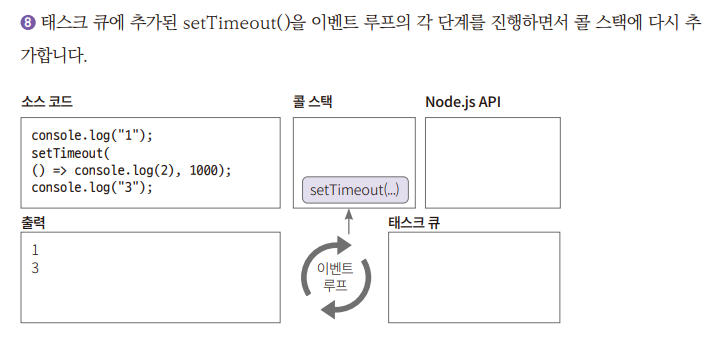 ❽ 태스크 큐에 추가된 setTimeout()을 이벤트 루프의 각 단계를 진행하면서 콜 스택에 다시 추
가합니다.
소스 코드
콜 스택
Node.js API
console.log("1");
setTimeout(
() => console.log(2), 1000);
console.log("3");
setTimeout(...)
출력
태스크 큐
1
3
이벤트
루프